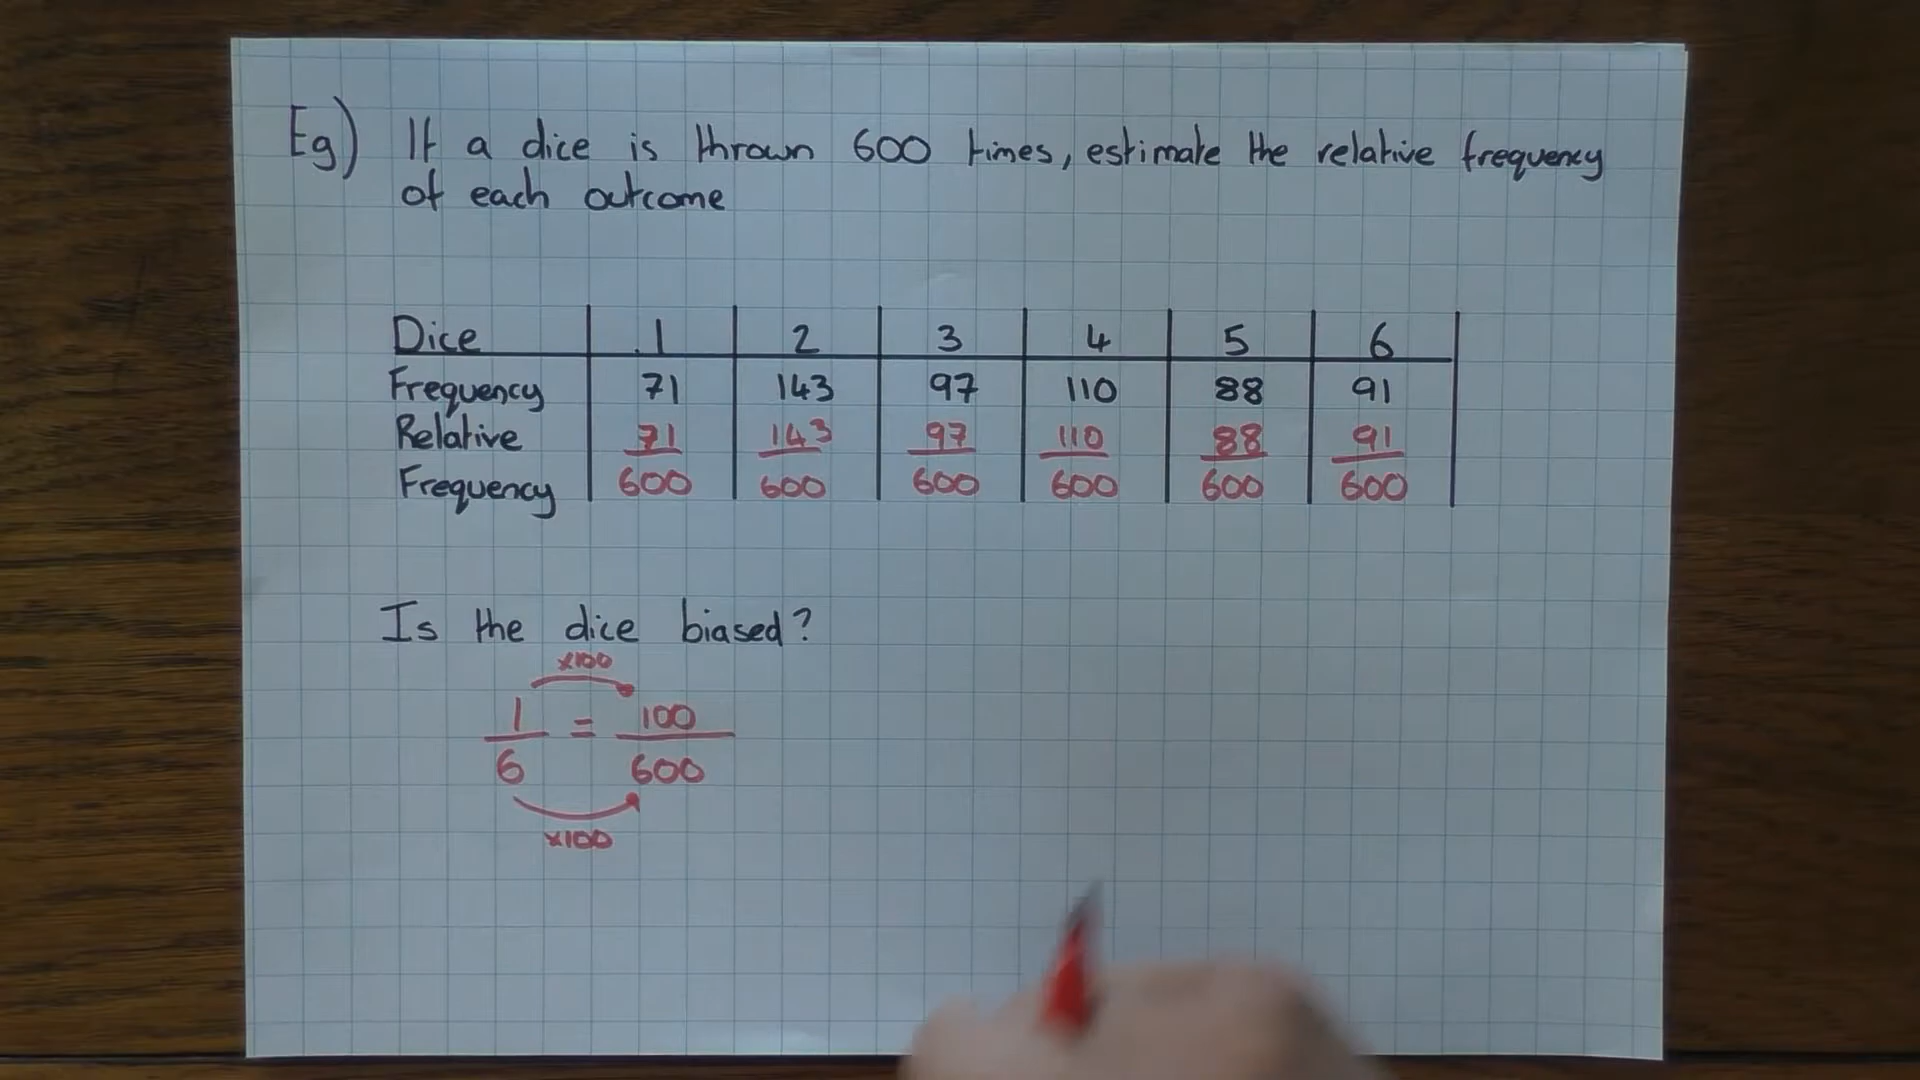 Eg) If a dice is thrown 600 times, estimate the relative frequency
of each outcome
Dice 1 2 3 4 5 6
Frequency 71 143 97 110 88 91
Relative 71 143 97 110 88 91
Frequency 600 600 600 600 600 600
Is the dice biased?
×100
1 = 100
6 600
×100